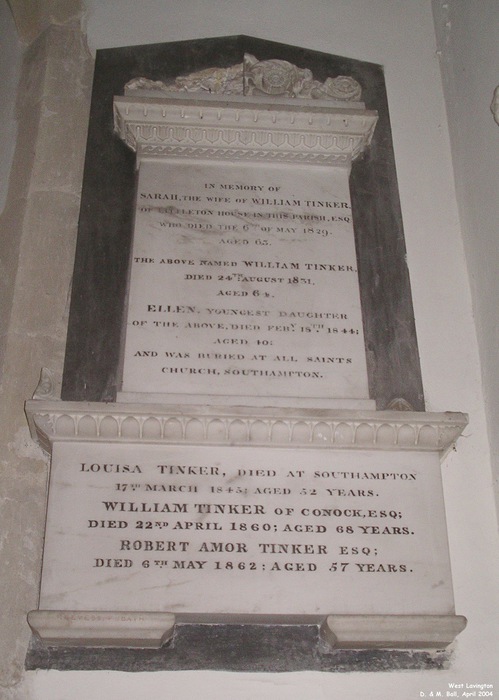 IN MEMORY OF
SARAH, THE WIFE OF WILLIAM TINKER,
OF LITTLETON HOUSE IN THIS PARISH, ESQ.
WHO DIED THE 6TH OF MAY 1829.
AGED 63.
THE ABOVE NAMED WILLIAM TINKER,
DIED 24TH AUGUST 1831.
AGED 64.
ELLEN, YOUNGEST DAUGHTER
OF THE ABOVE, DIED FEBY. 18TH 1844;
AGED 40;
AND WAS BURIED AT ALL SAINTS
CHURCH, SOUTHAMPTON.
LOUISA TINKER, DIED AT SOUTHAMPTON
17TH MARCH 1845; AGED 52 YEARS.
WILLIAM TINKER OF CONOCK, ESQ;
DIED 22ND APRIL 1860; AGED 68 YEARS.
ROBERT AMOR TINKER ESQ;
DIED 6TH MAY 1862: AGED 57 YEARS.
West Lavington
D. & M. Ball, April 2004